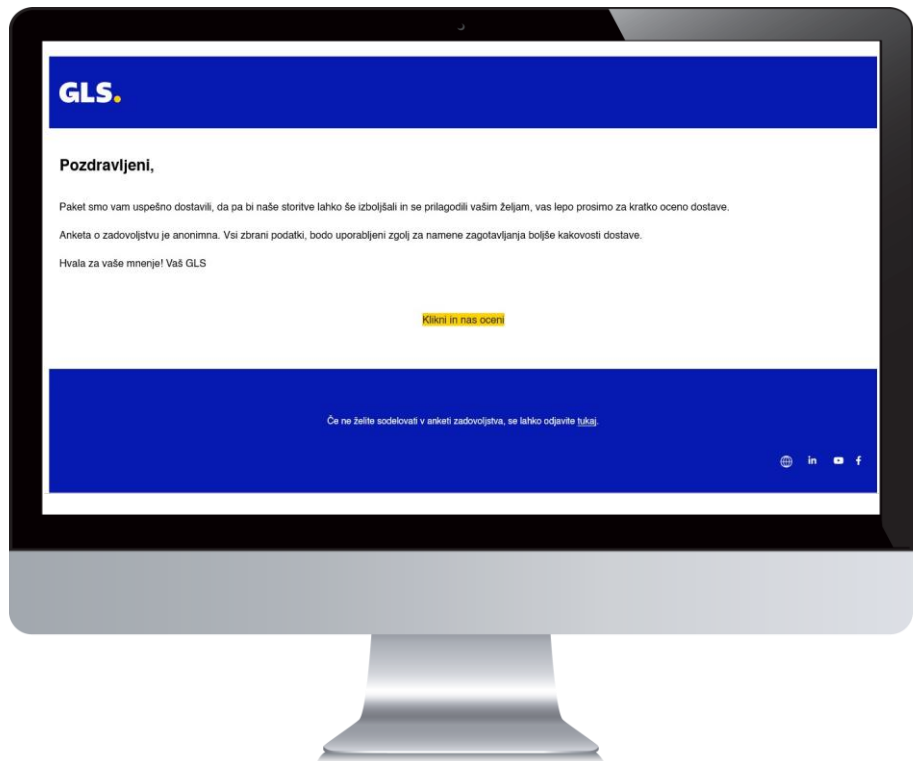 GLS.
Pozdravljeni,
Paket smo vam uspešno dostavili, da pa bi naše storitve lahko še izboljšali in se prilagodili vašim željam, vas lepo prosimo za kratko oceno dostave.
Anketa o zadovoljstvu je anonimna. Vsi zbrani podatki, bodo uporabljeni zgolj za namene zagotavljanja boljše kakovosti dostave.
Hvala za vaše mnenje! Vaš GLS
Klikni in nas oceni
Če ne želite sodelovati v anketi zadovoljstva, se lahko odjavite tukaj.
in f